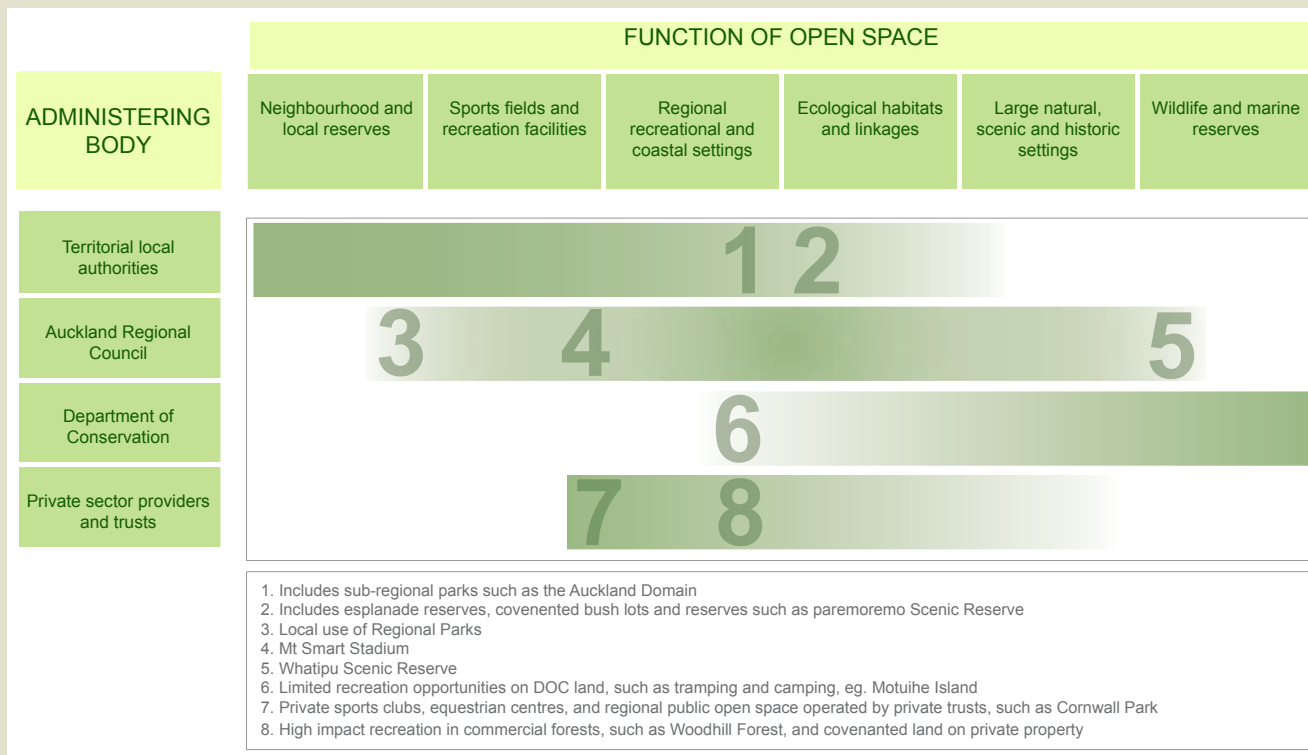 FUNCTION OF OPEN SPACE
ADMINISTERING
BODY
Neighbourhood and
local reserves
Sports fields and
recreation facilities
Regional
recreational and
coastal settings
Ecological habitats
and linkages
Large natural,
scenic and historic
settings
Wildlife and marine
reserves
Territorial local
authorities
1 2
Auckland Regional
Council
3 4 5
Department of
Conservation
6
Private sector providers
and trusts
7 8
1. Includes sub-regional parks such as the Auckland Domain
2. Includes esplanade reserves, covenented bush lots and reserves such as paremoremo Scenic Reserve
3. Local use of Regional Parks
4. Mt Smart Stadium
5. Whatipu Scenic Reserve
6. Limited recreation opportunities on DOC land, such as tramping and camping, eg. Motuihe Island
7. Private sports clubs, equestrian centres, and regional public open space operated by private trusts, such as Cornwall Park
8. High impact recreation in commercial forests, such as Woodhill Forest, and covenanted land on private property